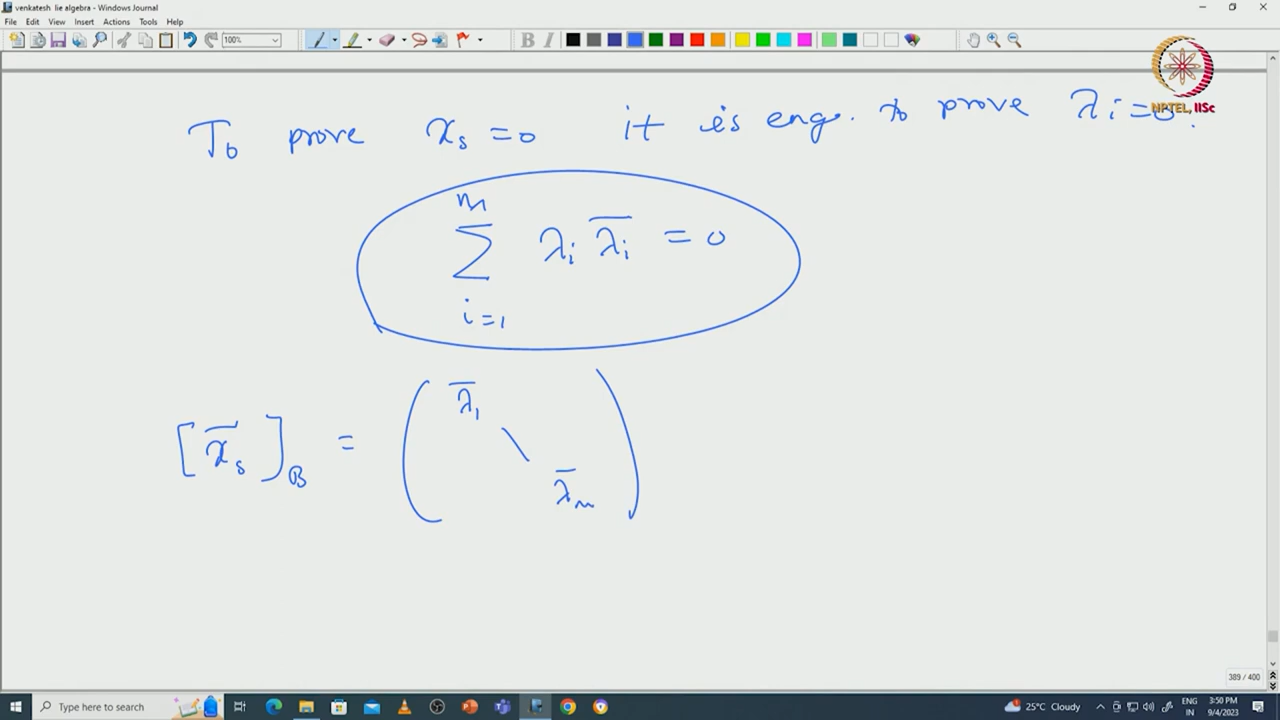 venkatesh lie algebra - Windows Journal
File Edit View Insert Actions Tools Help
100%
B I
NPTEL, IISc
To prove x_s = 0 it is eng. to prove λ_i = 0.
m
∑ λ_i \overline{λ_i} = 0
i=1
[\overline{x}_s]_B = ( \overline{λ}_1
\ 
\overline{λ}_m )
389 / 400
Type here to search
25°C Cloudy
ENG
IN
3:50 PM
9/4/2023